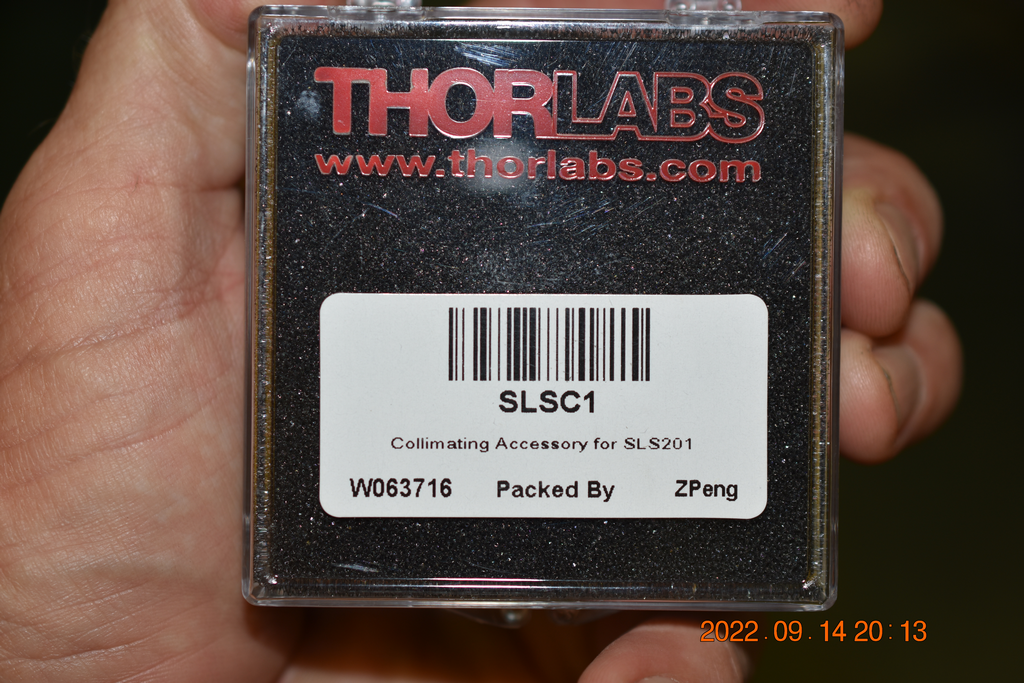 THORLABS
www.thorlabs.com
SLSC1
Collimating Accessory for SLS201
W063716 Packed By ZPeng
2022.09.14 20:13